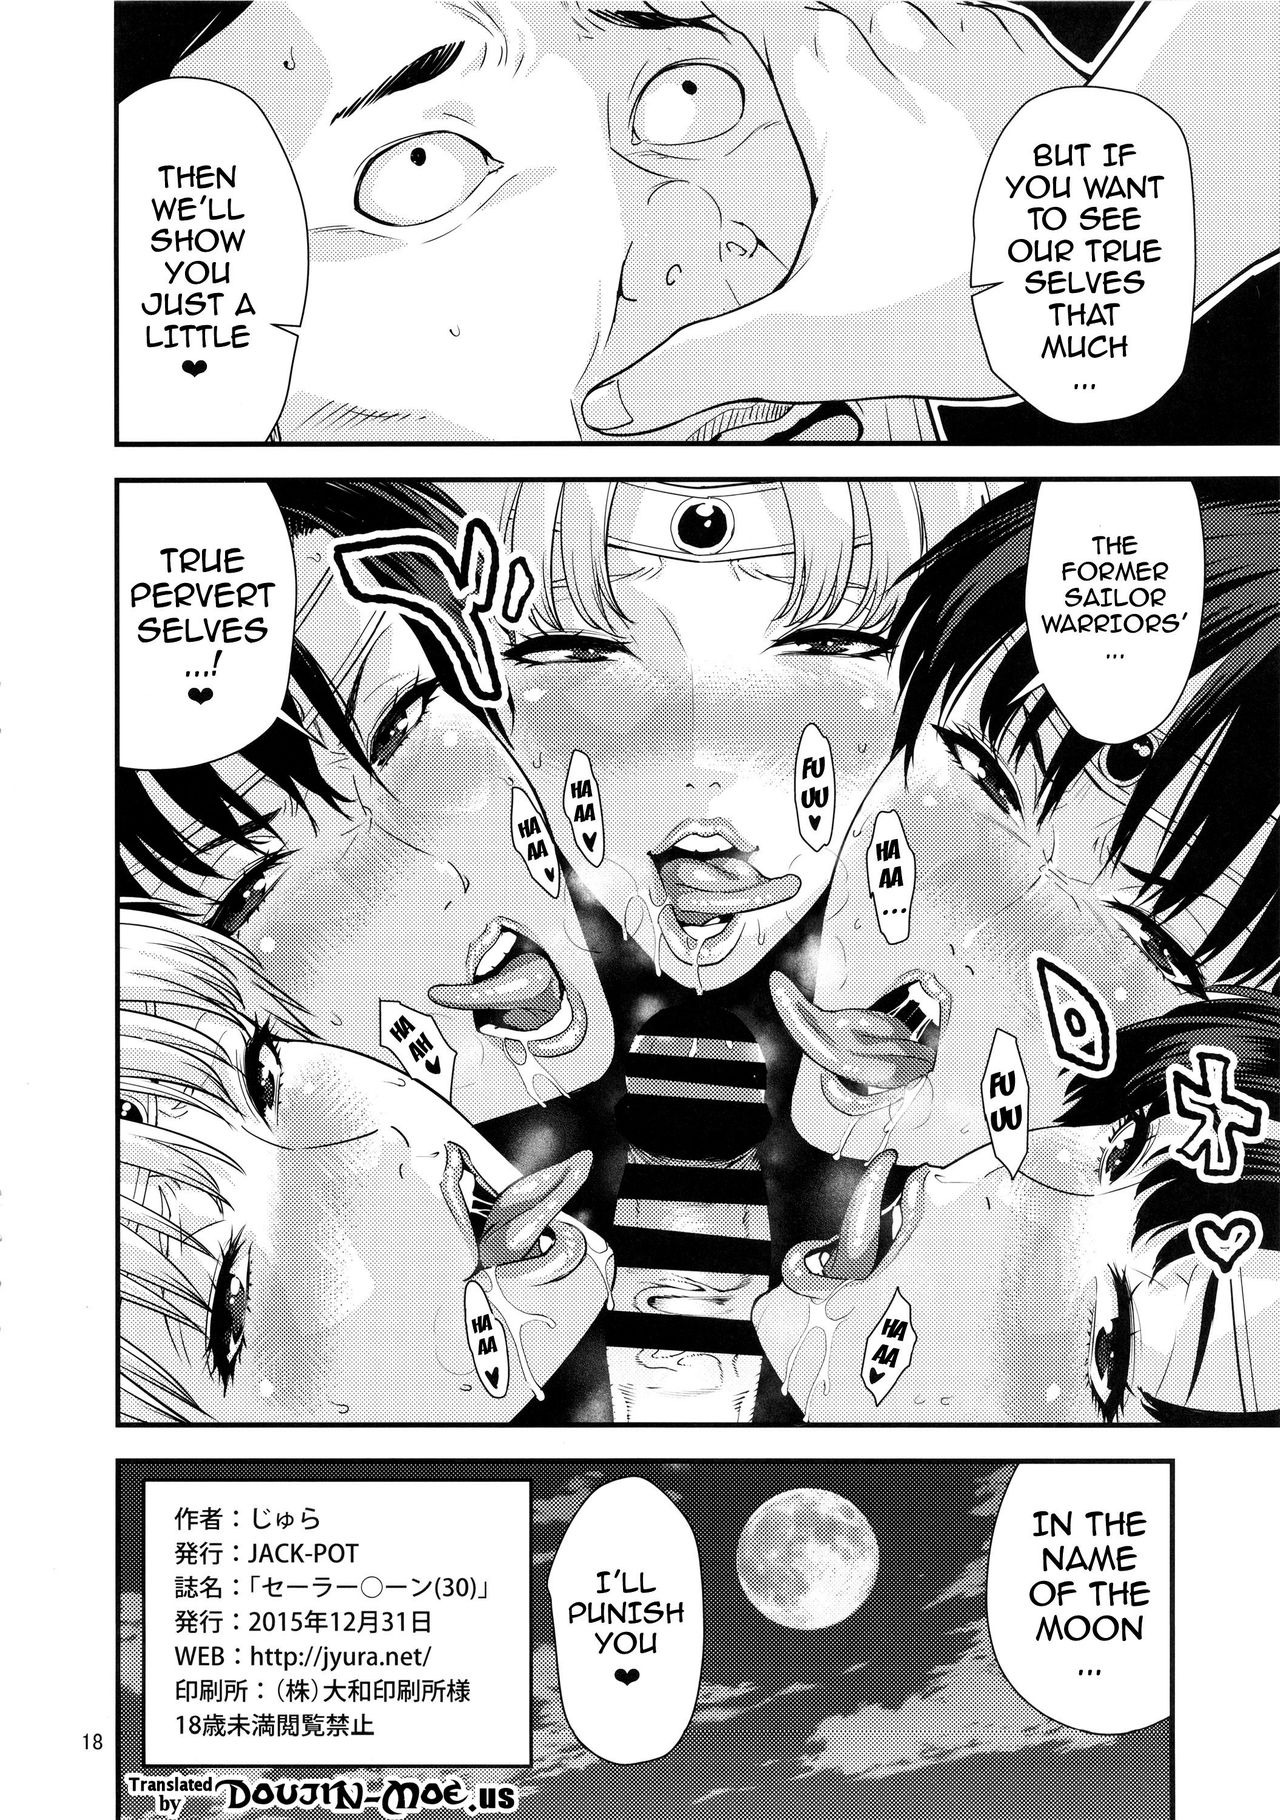 BUT IF
YOU WANT
TO SEE
OUR TRUE
SELVES
THAT
MUCH
...
THEN
WE'LL
SHOW
YOU
JUST A
LITTLE
❤
THE
FORMER
SAILOR
WARRIORS'
...
TRUE
PERVERT
SELVES
...!
❤
FU
UU
♥
HA
AA
♥
HA
AA
♥
HA
AA
...
HA
AH
♥
FU
UU
HA
AA
♥
HA
AA
♥
IN THE
NAME
OF THE
MOON
...
I'LL
PUNISH
YOU
❤
作者：じゅら
発行：JACK-POT
誌名：「セーラー〇ーン(30)」
発行：2015年12月31日
WEB：http://jyura.net/
印刷所：（株）大和印刷所様
18歳未満閲覧禁止
18
Translated
by
DOUJIN-MOE.us